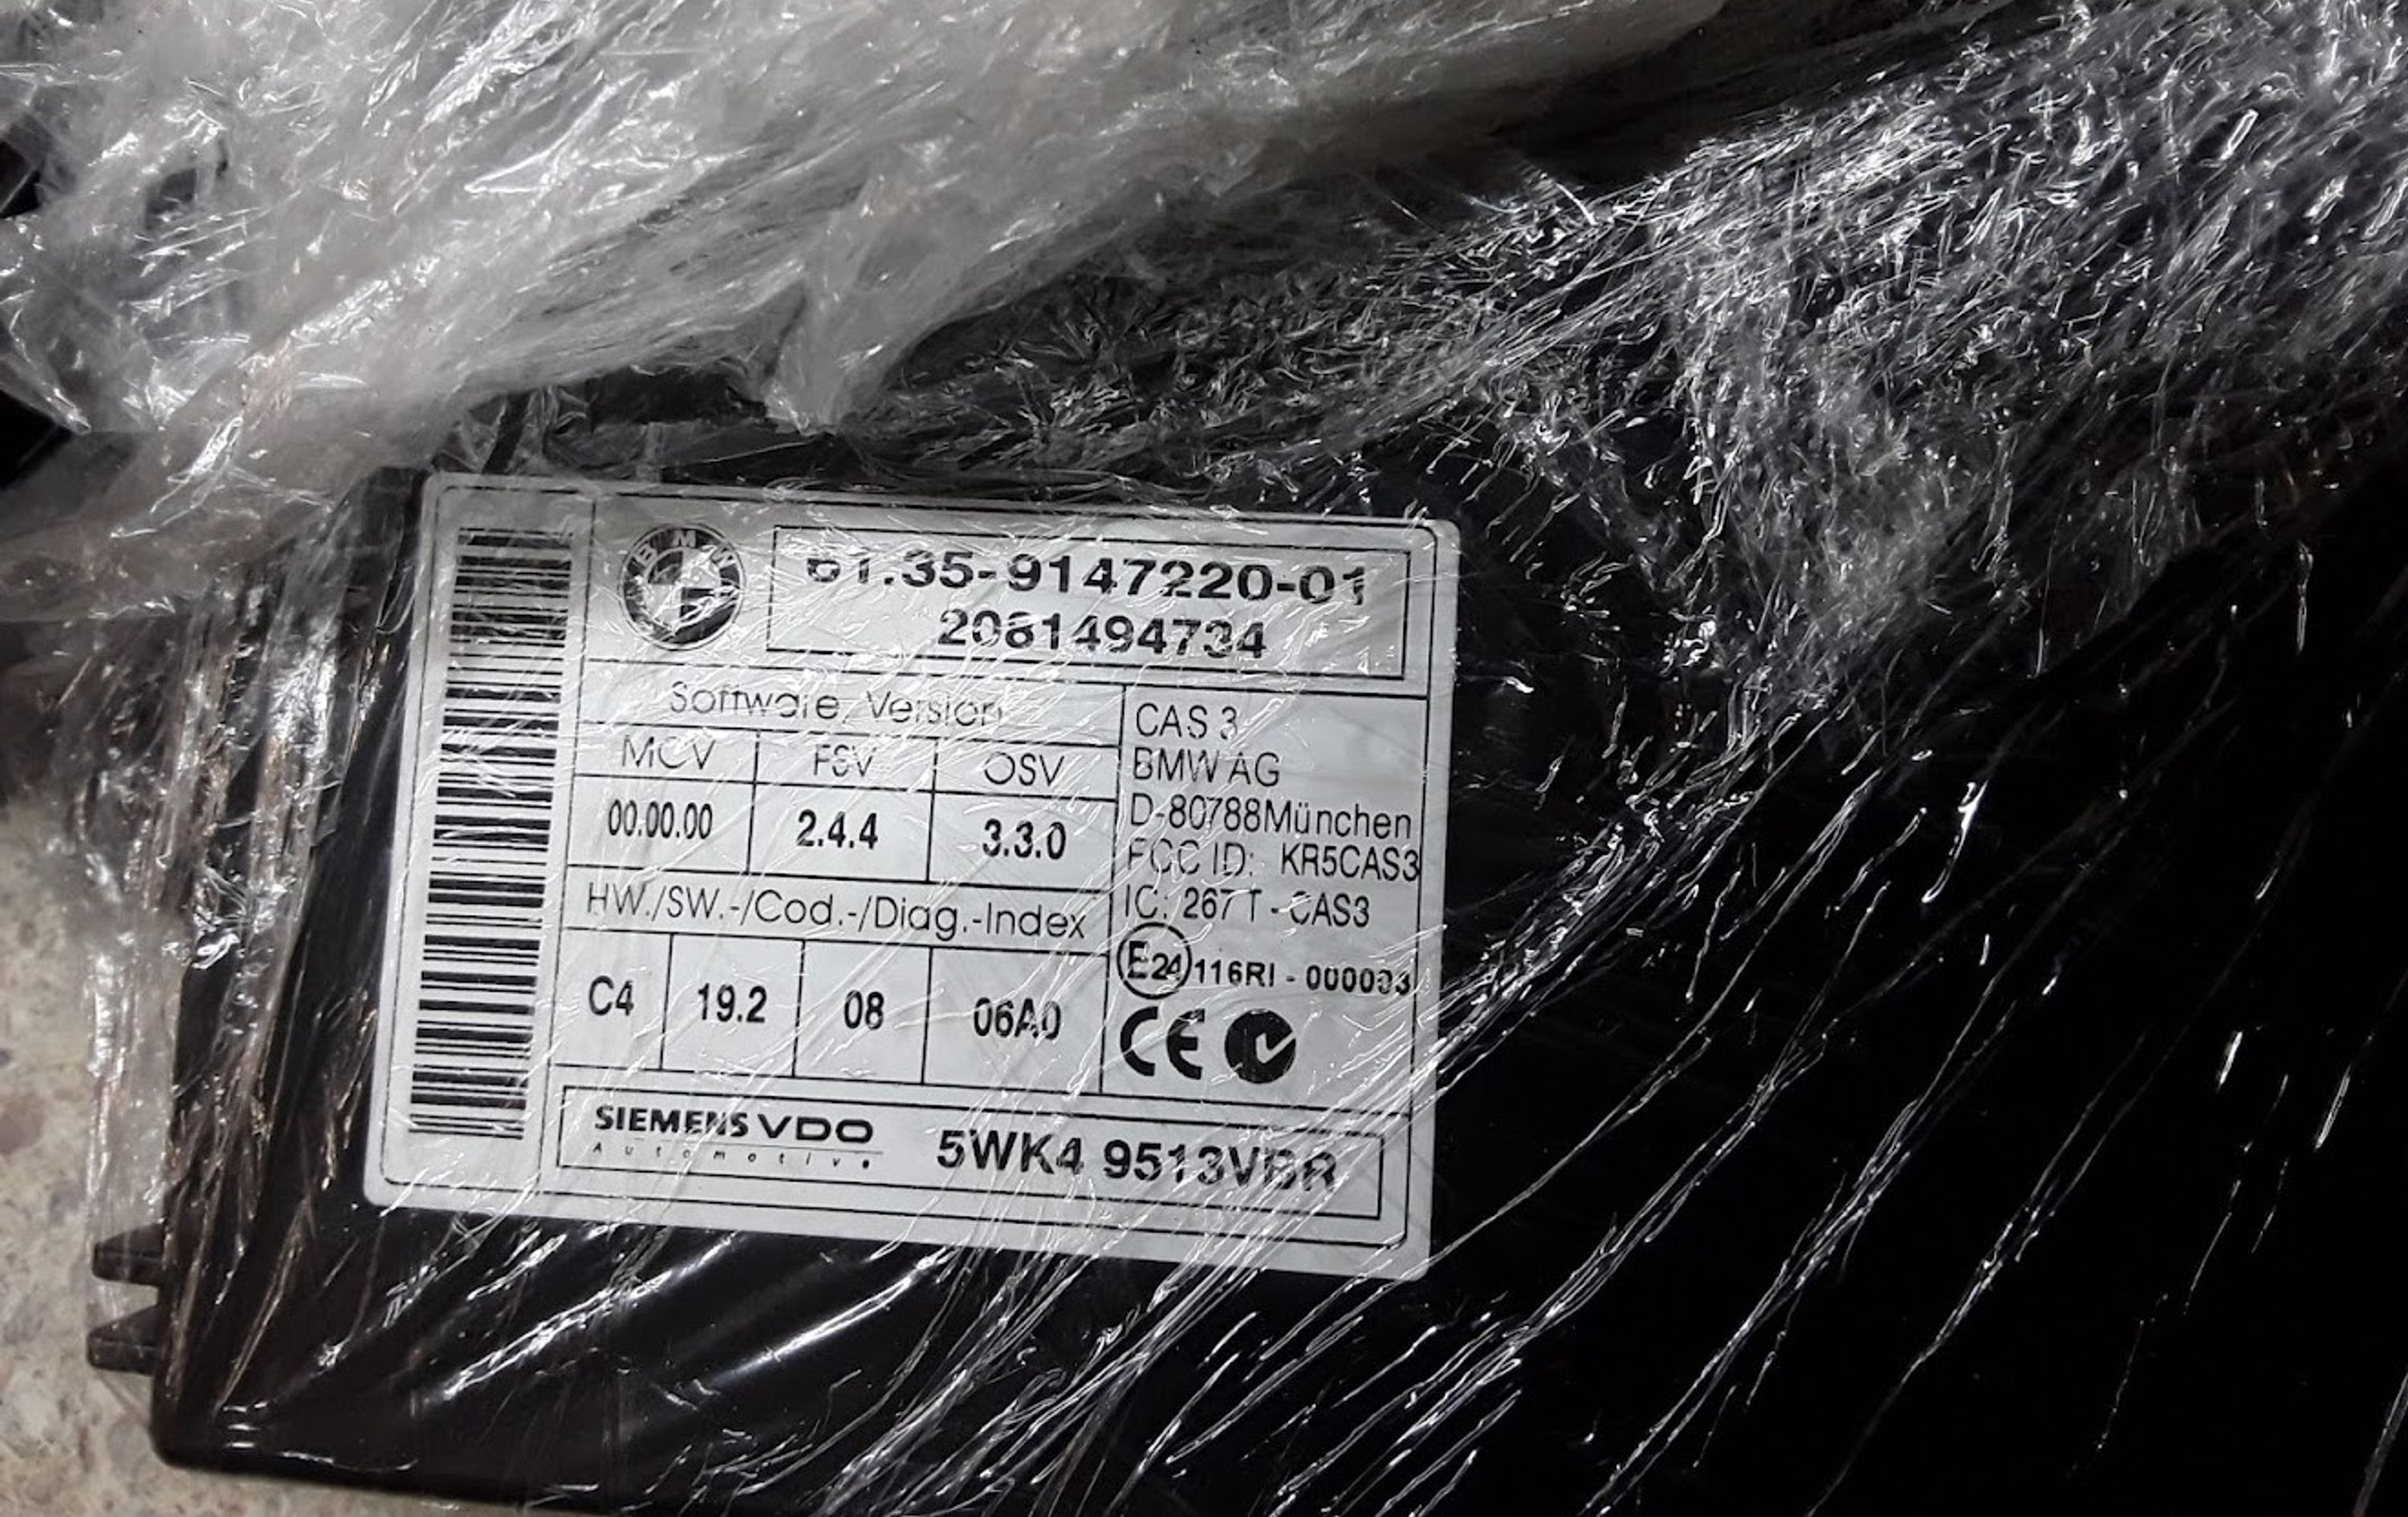 BMW
61.35-9147220-01
2081494734
Software Version
MCV FSV OSV
00.00.00 2.4.4 3.3.0
HW./SW.-/Cod.-/Diag.-Index
C4 19.2 08 06A0
CAS 3
BMW AG
D-80788München
FCC ID: KR5CAS3
IC: 267T - CAS3
E24 116RI - 000003
CE
SIEMENS VDO
Automotive
5WK4 9513VBR